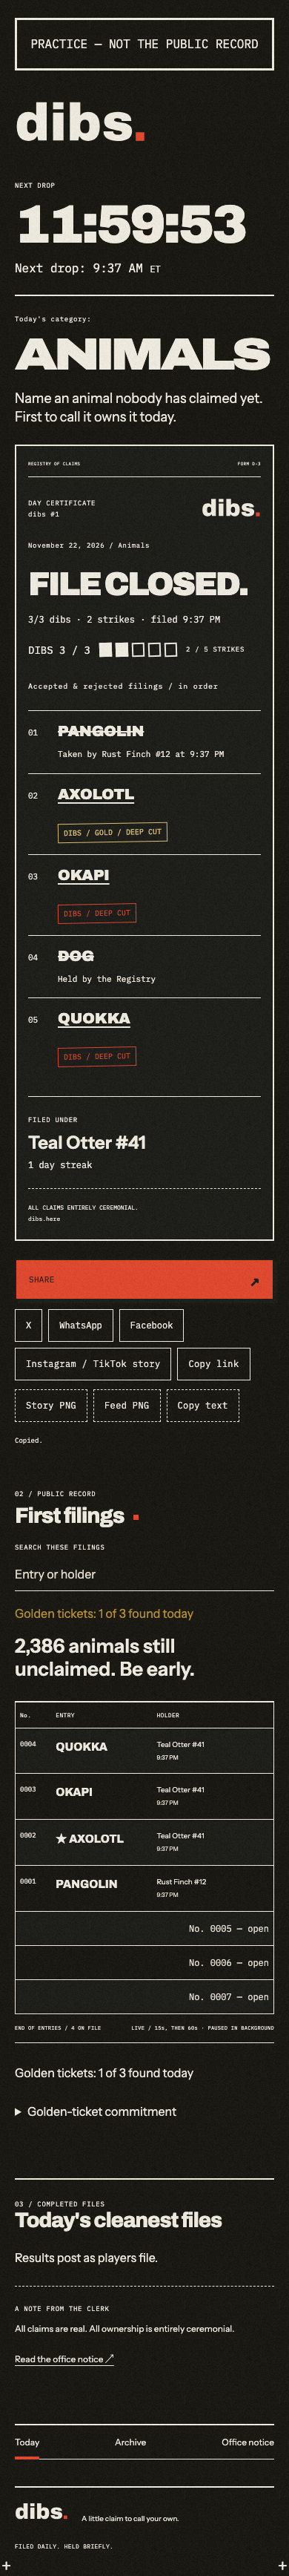 PRACTICE — NOT THE PUBLIC RECORD
dibs.
NEXT DROP
11:59:53
Next drop: 9:37 AM ET
Today's category:
ANIMALS
Name an animal nobody has claimed yet.
First to call it owns it today.
REGISTRY OF CLAIMS FORM D-3
DAY CERTIFICATE
dibs #1
dibs.
November 22, 2026 / Animals
FILE CLOSED.
3/3 dibs · 2 strikes · filed 9:37 PM
DIBS 3 / 3 2 / 5 STRIKES
Accepted & rejected filings / in order
01 PANGOLIN
Taken by Rust Finch #12 at 9:37 PM
02 AXOLOTL
DIBS / GOLD / DEEP CUT
03 OKAPI
DIBS / DEEP CUT
04 DOG
Held by the Registry
05 QUOKKA
DIBS / DEEP CUT
FILED UNDER
Teal Otter #41
1 day streak
ALL CLAIMS ENTIRELY CEREMONIAL.
dibs.here
SHARE ↗
X WhatsApp Facebook
Instagram / TikTok story Copy link
Story PNG Feed PNG Copy text
Copied.
02 / PUBLIC RECORD
First filings
SEARCH THESE FILINGS
Entry or holder
Golden tickets: 1 of 3 found today
2,386 animals still
unclaimed. Be early.
No. ENTRY HOLDER
0004 QUOKKA Teal Otter #41
9:37 PM
0003 OKAPI Teal Otter #41
9:37 PM
0002 ★ AXOLOTL Teal Otter #41
9:37 PM
0001 PANGOLIN Rust Finch #12
9:37 PM
No. 0005 — open
No. 0006 — open
No. 0007 — open
END OF ENTRIES / 4 ON FILE LIVE / 15s, THEN 60s · PAUSED IN BACKGROUND
Golden tickets: 1 of 3 found today
▶ Golden-ticket commitment
03 / COMPLETED FILES
Today's cleanest files
Results post as players file.
A NOTE FROM THE CLERK
All claims are real. All ownership is entirely ceremonial.
Read the office notice ↗
Today Archive Office notice
dibs. A little claim to call your own.
FILED DAILY. HELD BRIEFLY.